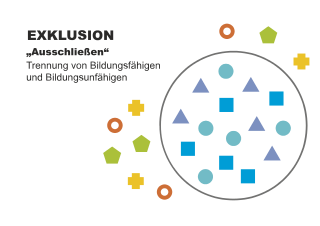 EXKLUSION
„Ausschließen“
Trennung von Bildungsfähigen
und Bildungsunfähigen